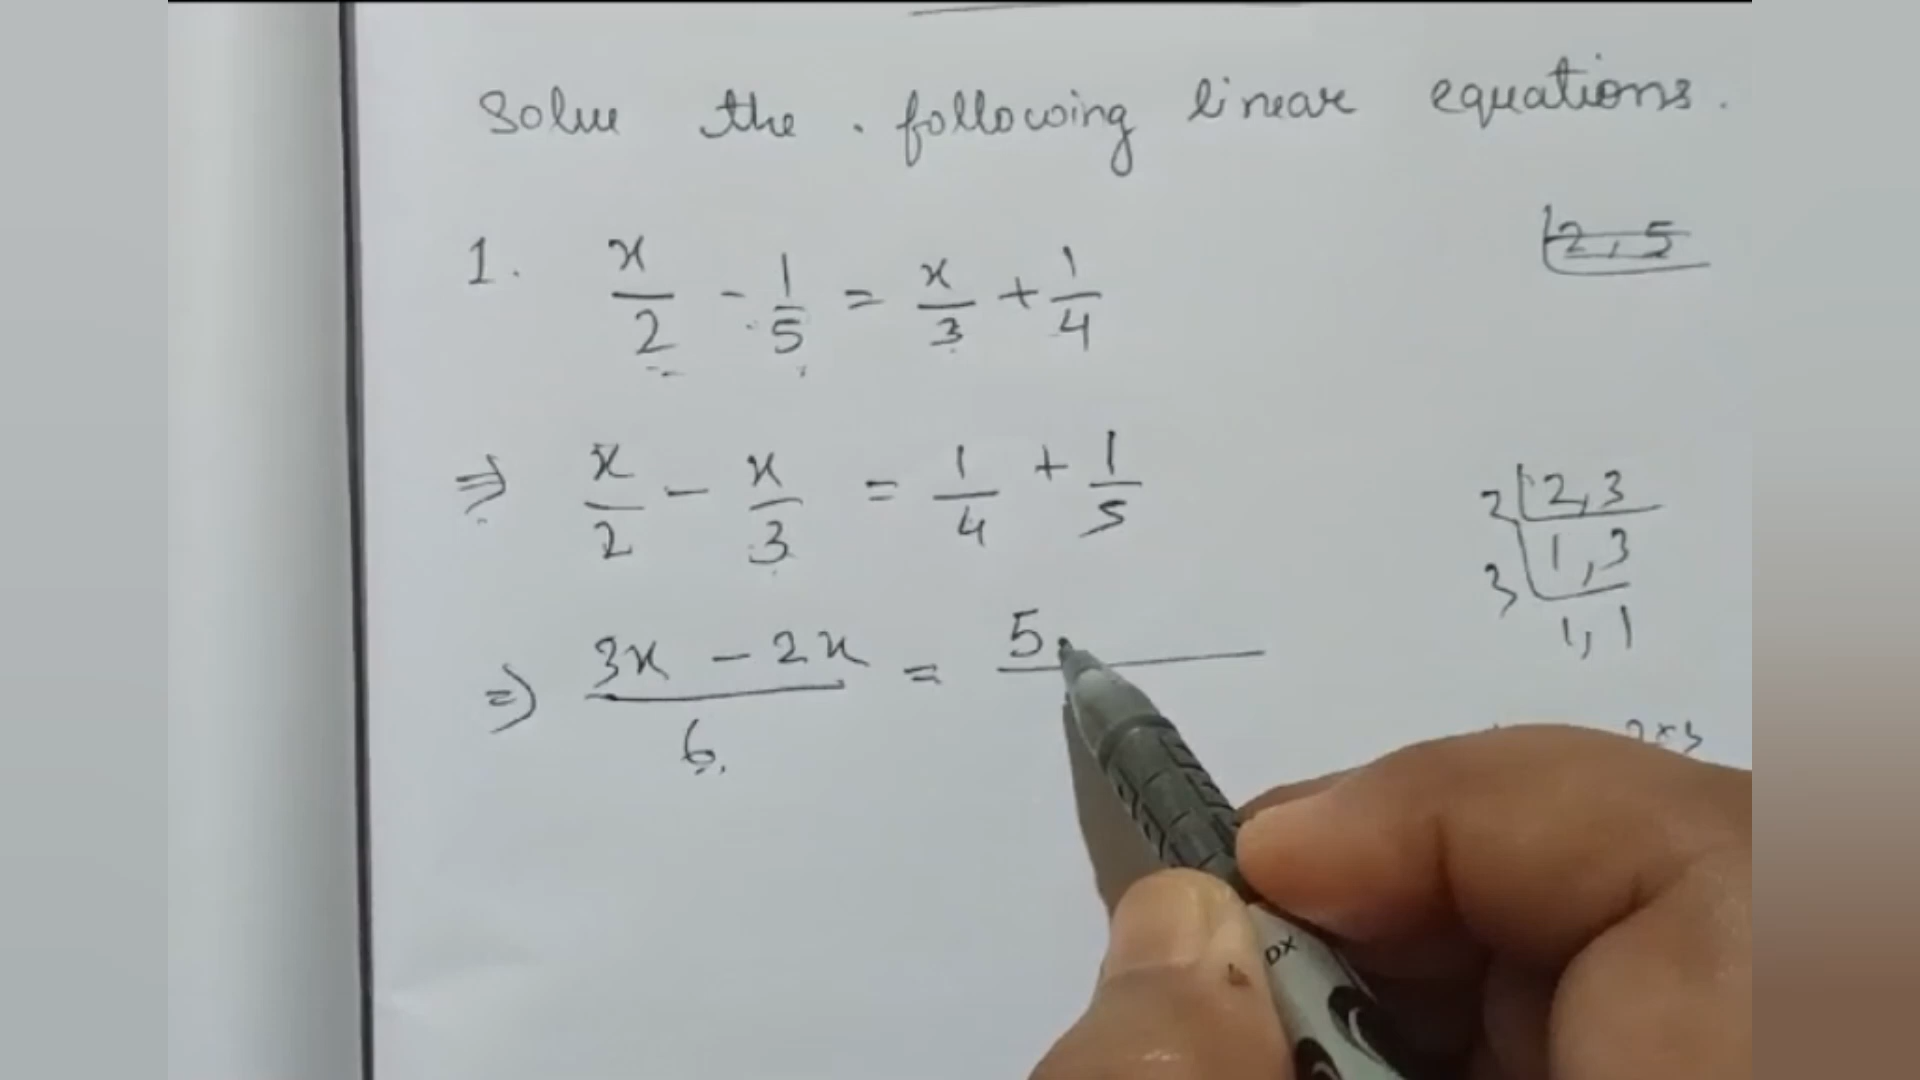 Solve the . following linear equations.
2, 5
1. x/2 - 1/5 = x/3 + 1/4
⇒ x/2 - x/3 = 1/4 + 1/5
2 | 2, 3
3 | 1, 3
1, 1
⇒ 3x - 2x / 6 = 5
DX